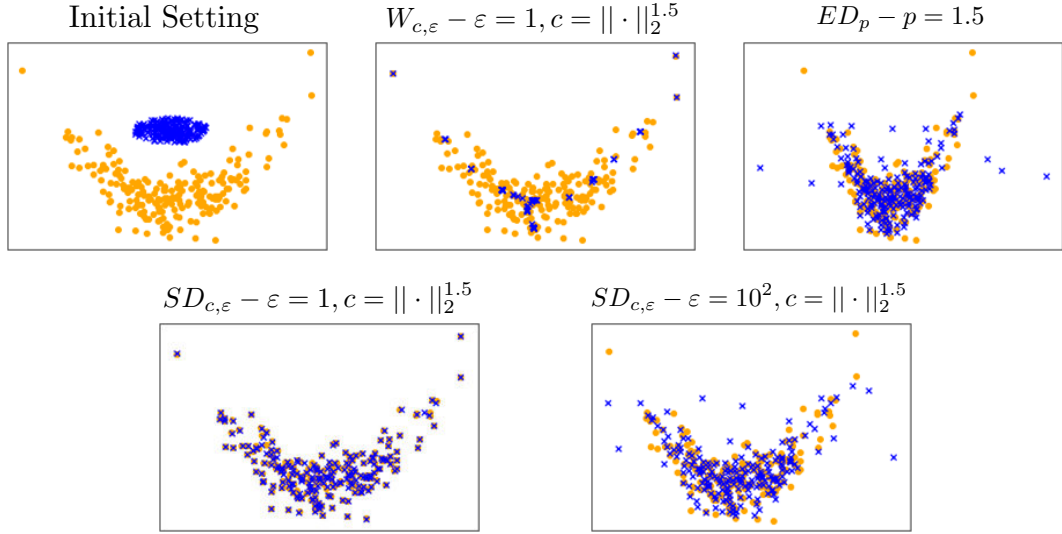 Initial Setting
$W_{c,\varepsilon} - \varepsilon = 1, c = ||\cdot||_2^{1.5}$
$ED_p - p = 1.5$
$SD_{c,\varepsilon} - \varepsilon = 1, c = ||\cdot||_2^{1.5}$
$SD_{c,\varepsilon} - \varepsilon = 10^2, c = ||\cdot||_2^{1.5}$